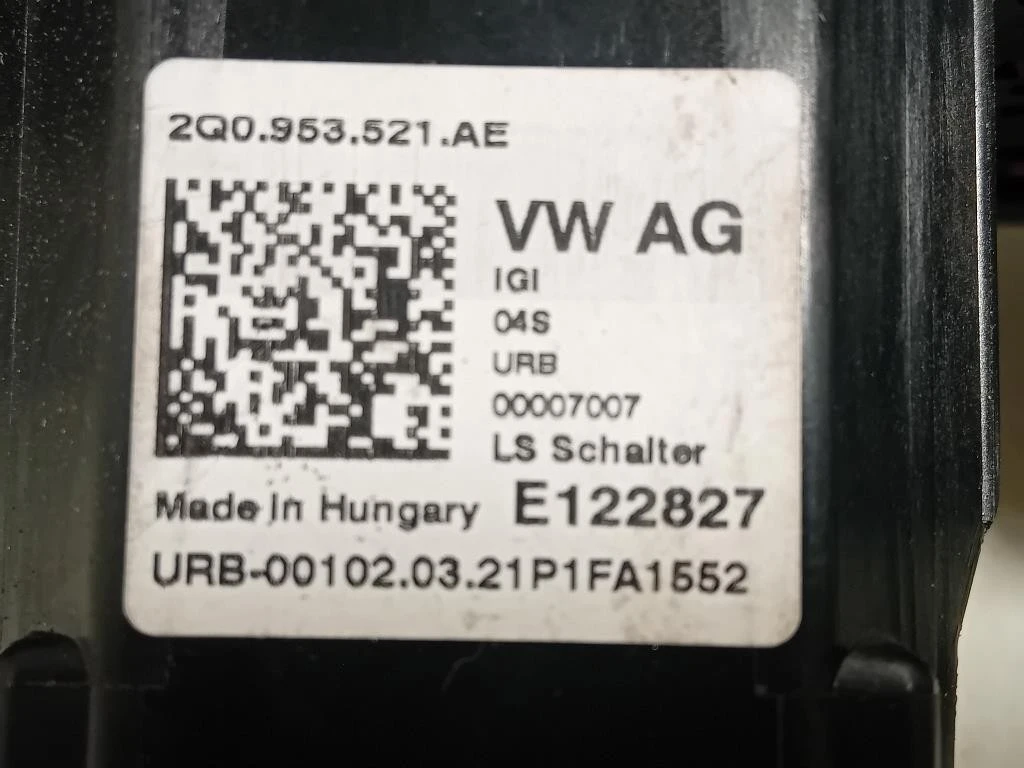 2Q0.953.521.AE
VW AG
IGI
04S
URB
00007007
LS Schalter
Made In Hungary E122827
URB-00102.03.21P1FA1552